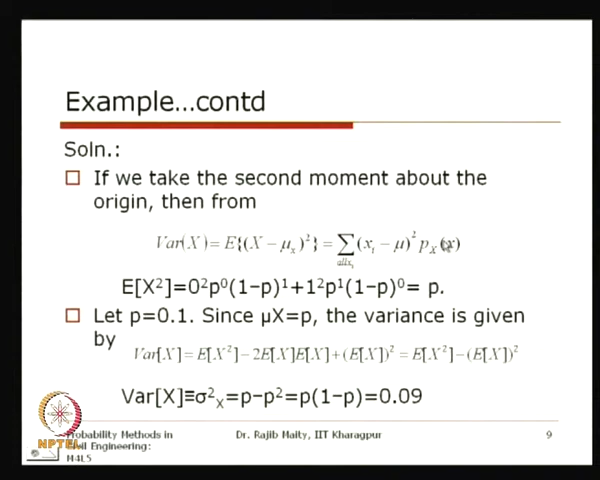 Example...contd
Soln.:
If we take the second moment about the
origin, then from
Var(X) = E{(X − μₓ)²} = ∑(xᵢ − μ)² p_X(x)
all xᵢ
E[X²]=0²p⁰(1-p)¹+1²p¹(1-p)⁰= p.
Let p=0.1. Since μX=p, the variance is given
by
Var[X] = E[X²] − 2E[X]E[X] + (E[X])² = E[X²] − (E[X])²
Var[X]≡σ²ₓ=p-p²=p(1-p)=0.09
Probability Methods in
Civil Engineering:
M4L5
Dr. Rajib Maity, IIT Kharagpur
9
NPTEL